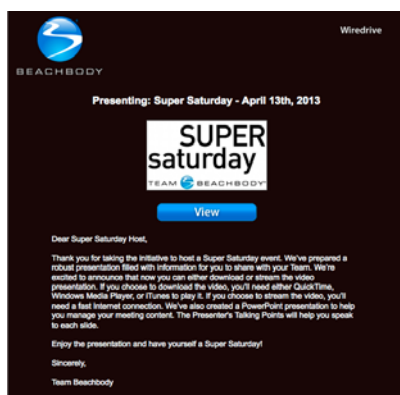 Wiredrive
BEACHBODY
Presenting: Super Saturday - April 13th, 2013
SUPER
saturday
TEAM BEACHBODY
View
Dear Super Saturday Host,
Thank you for taking the initiative to host a Super Saturday event. We've prepared a
robust presentation filled with information for you to share with your Team. We're
excited to announce that now you can either download or stream the video
presentation. If you choose to download the video, you'll need either QuickTime,
Windows Media Player, or iTunes to play it. If you choose to stream the video, you'll
need a fast Internet connection. We've also created a PowerPoint presentation to help
you manage your meeting content. The Presenter's Talking Points will help you speak
to each slide.
Enjoy the presentation and have yourself a Super Saturday!
Sincerely,
Team Beachbody